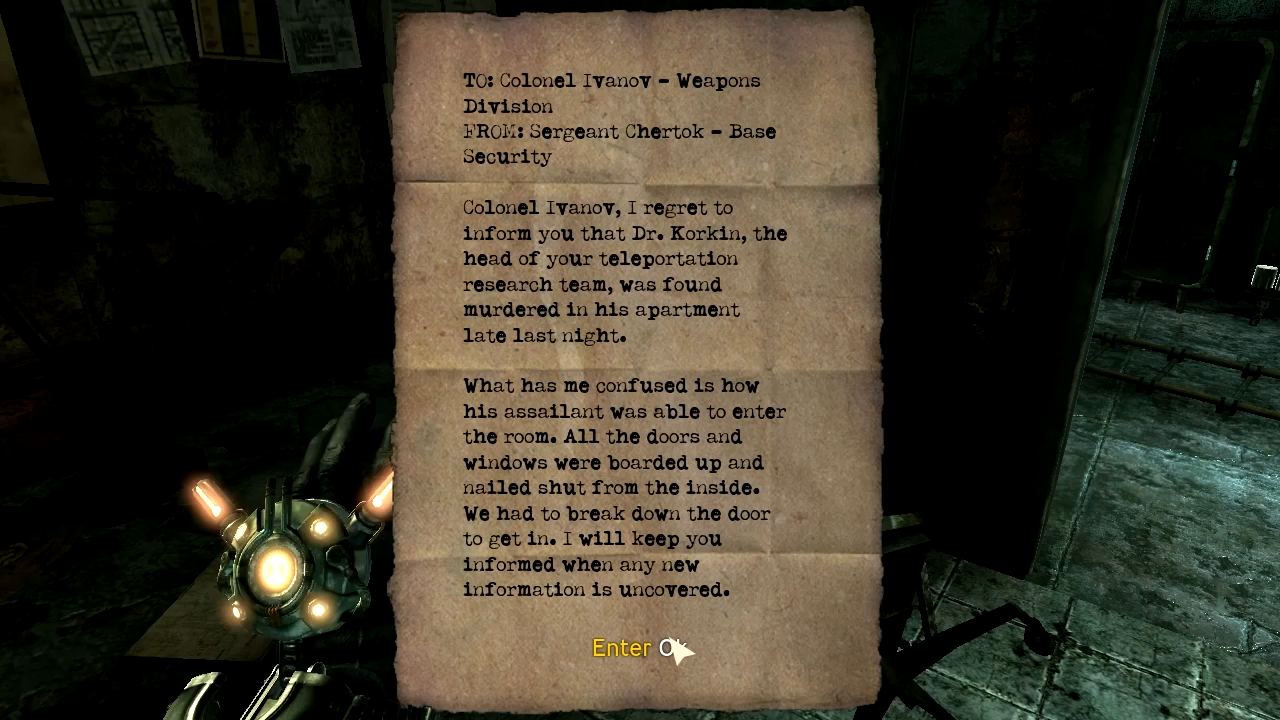 TO: Colonel Ivanov - Weapons
Division
FROM: Sergeant Chertok - Base
Security
Colonel Ivanov, I regret to
inform you that Dr. Korkin, the
head of your teleportation
research team, was found
murdered in his apartment
late last night.
What has me confused is how
his assailant was able to enter
the room. All the doors and
windows were boarded up and
nailed shut from the inside.
We had to break down the door
to get in. I will keep you
informed when any new
information is uncovered.
Enter Ok